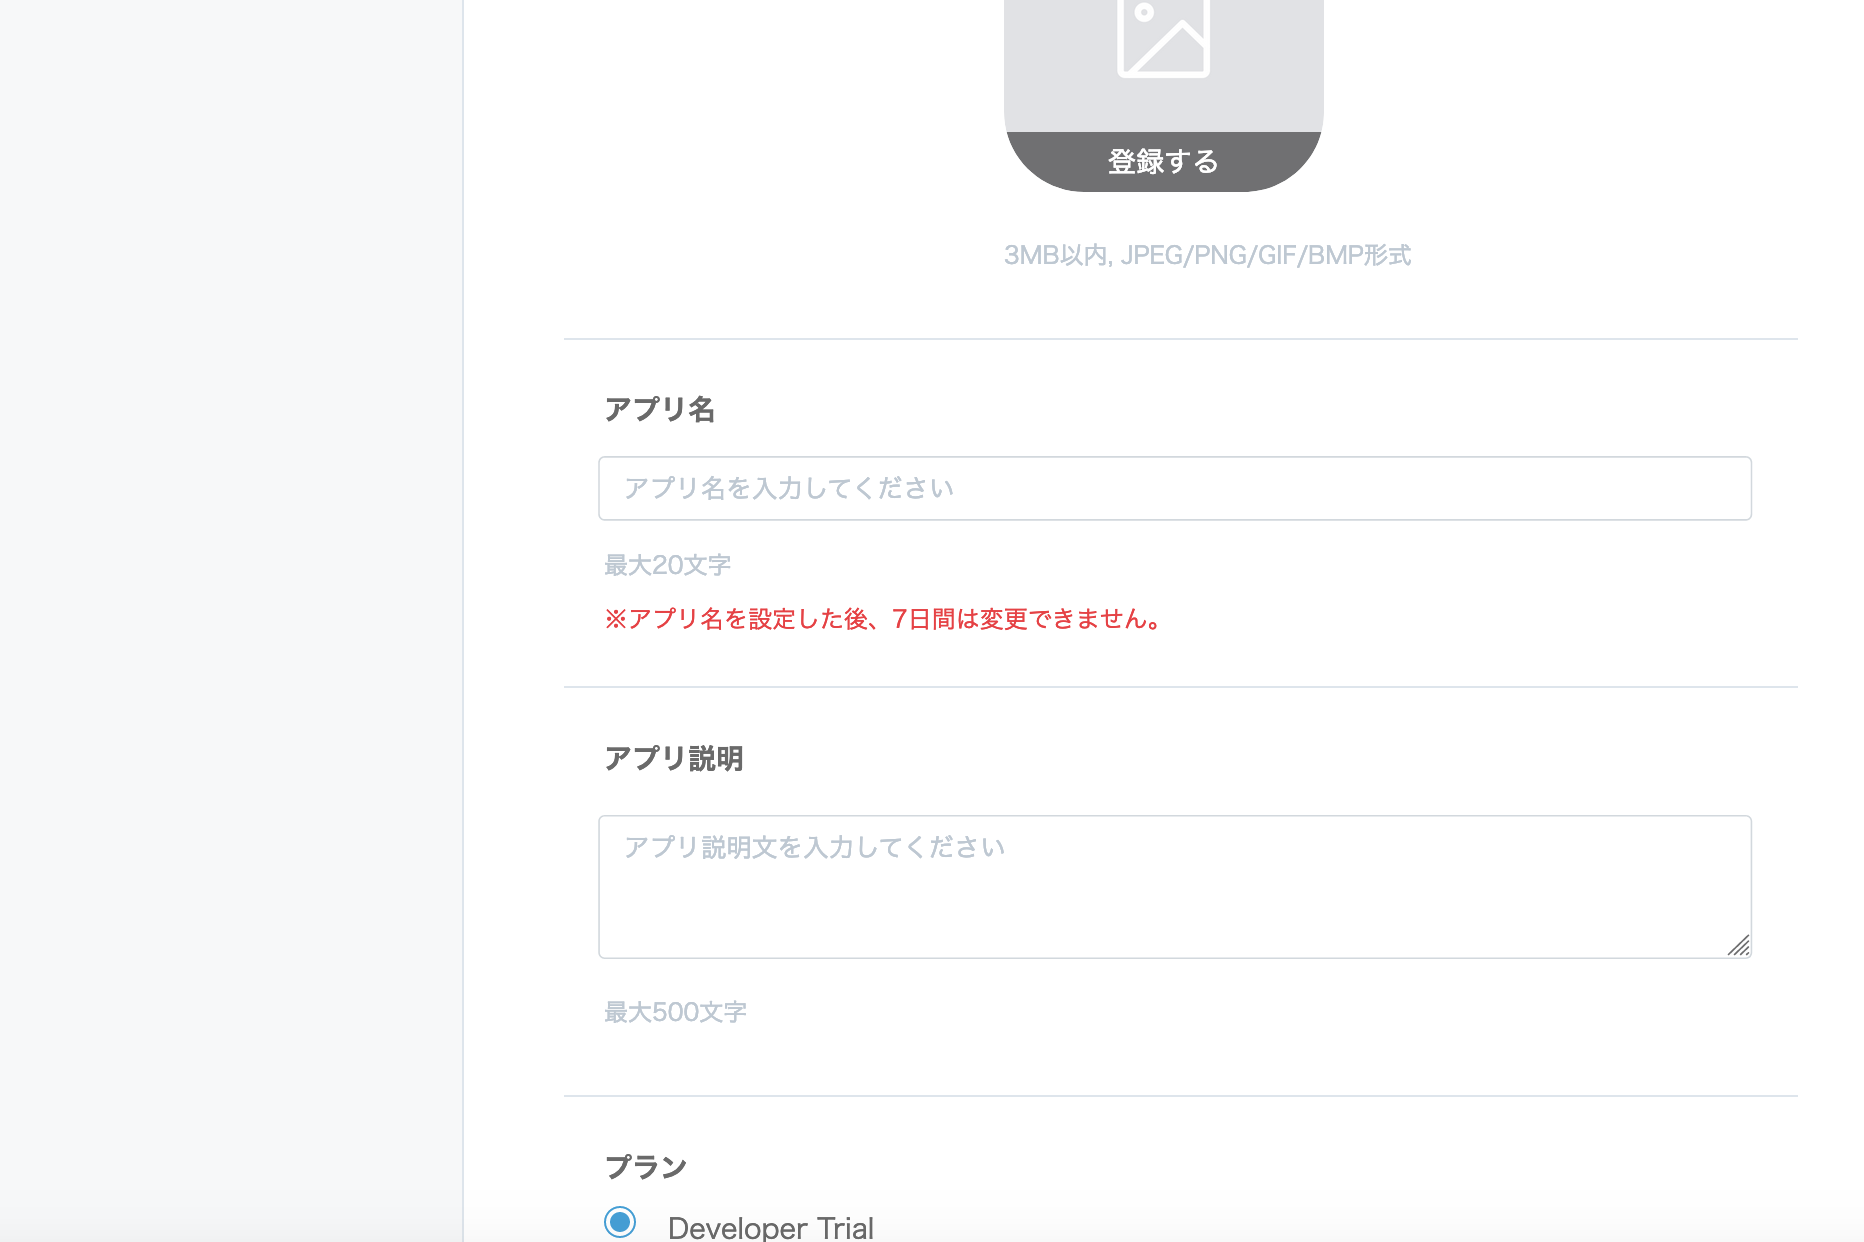 登録する
3MB以内, JPEG/PNG/GIF/BMP形式
アプリ名
アプリ名を入力してください
最大20文字
※アプリ名を設定した後、7日間は変更できません。
アプリ説明
アプリ説明文を入力してください
最大500文字
プラン
Developer Trial